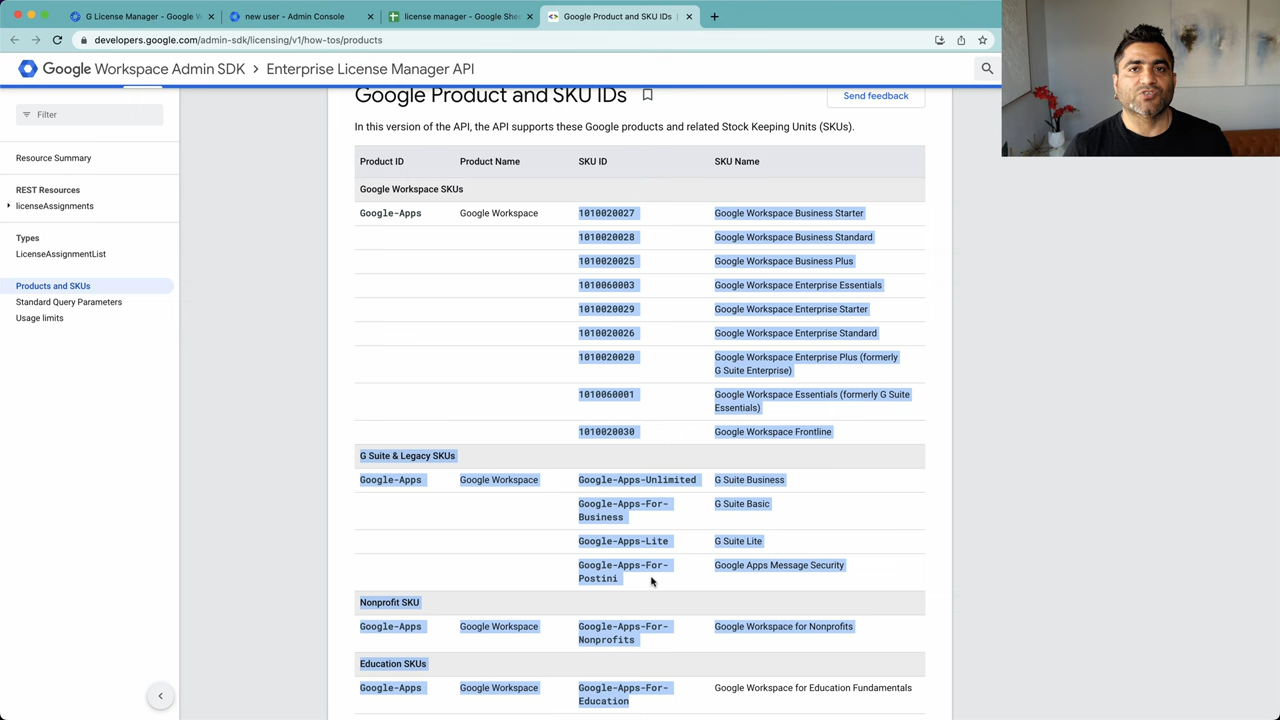 G License Manager - Google W
new user - Admin Console
license manager - Google She
Google Product and SKU IDs
developers.google.com/admin-sdk/licensing/v1/how-tos/products
Google Workspace Admin SDK > Enterprise License Manager API
Filter
Resource Summary
REST Resources
licenseAssignments
Types
LicenseAssignmentList
Products and SKUs
Standard Query Parameters
Usage limits
Google Product and SKU IDs
Send feedback
In this version of the API, the API supports these Google products and related Stock Keeping Units (SKUs).
Product ID Product Name SKU ID SKU Name
Google Workspace SKUs
Google-Apps Google Workspace 1010020027 Google Workspace Business Starter
1010020028 Google Workspace Business Standard
1010020025 Google Workspace Business Plus
1010060003 Google Workspace Enterprise Essentials
1010020029 Google Workspace Enterprise Starter
1010020026 Google Workspace Enterprise Standard
1010020020 Google Workspace Enterprise Plus (formerly
G Suite Enterprise)
1010060001 Google Workspace Essentials (formerly G Suite
Essentials)
1010020030 Google Workspace Frontline
G Suite & Legacy SKUs
Google-Apps Google Workspace Google-Apps-Unlimited G Suite Business
Google-Apps-For-
Business G Suite Basic
Google-Apps-Lite G Suite Lite
Google-Apps-For-
Postini Google Apps Message Security
Nonprofit SKU
Google-Apps Google Workspace Google-Apps-For-
Nonprofits Google Workspace for Nonprofits
Education SKUs
Google-Apps Google Workspace Google-Apps-For-
Education Google Workspace for Education Fundamentals